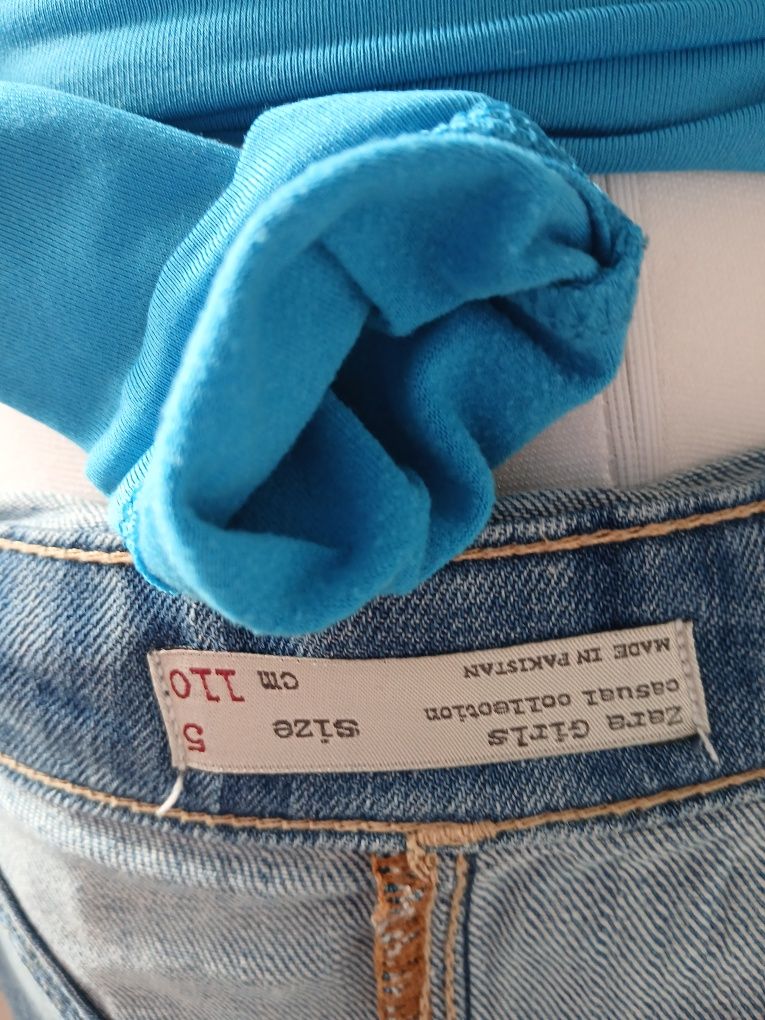 Zara Girls
casual collection
MADE IN PAKISTAN
Size 5
110 cm